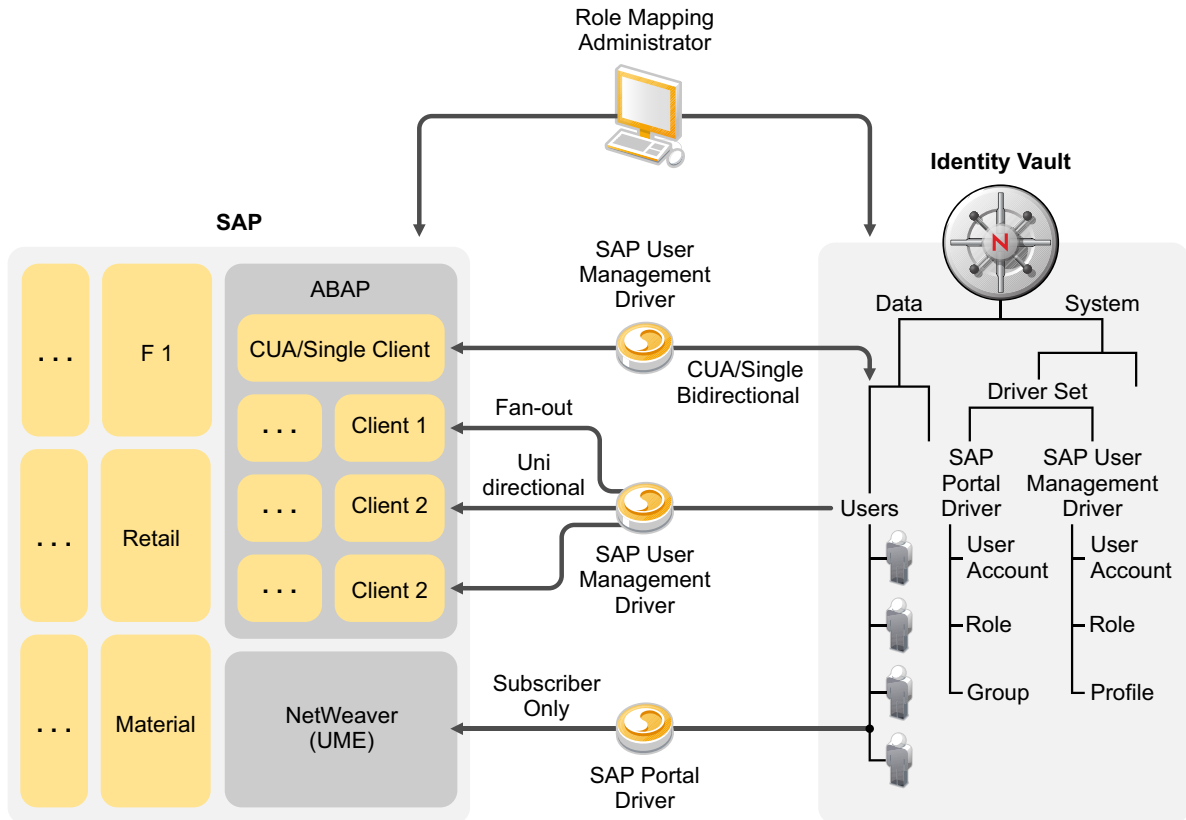 Role Mapping
Administrator
Identity Vault
N
SAP
SAP User
Management
Driver
Data
System
ABAP
...
F 1
CUA/Single Client
CUA/Single
Bidirectional
Driver Set
Fan-out
...
Client 1
Uni
directional
SAP
Portal
Driver
SAP User
Management
Driver
...
Retail
...
Client 2
Users
SAP User
Management
Driver
User
Account
User
Account
...
Client 2
Role
Role
...
Material
NetWeaver
(UME)
Subscriber
Only
Group
Profile
SAP Portal
Driver